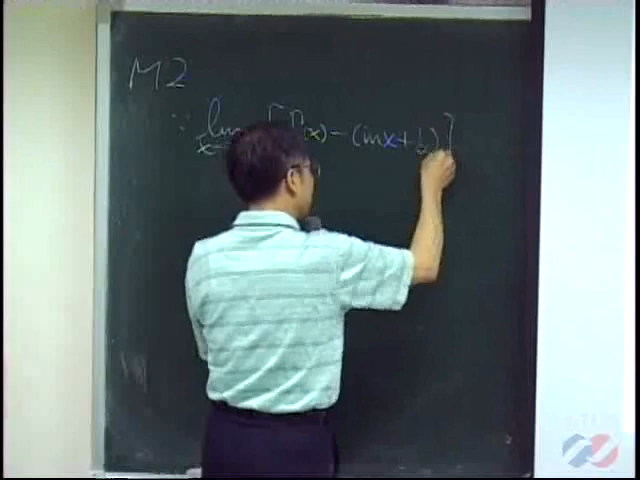 M2
∵ lim [ (x) - (mx+b)]
x